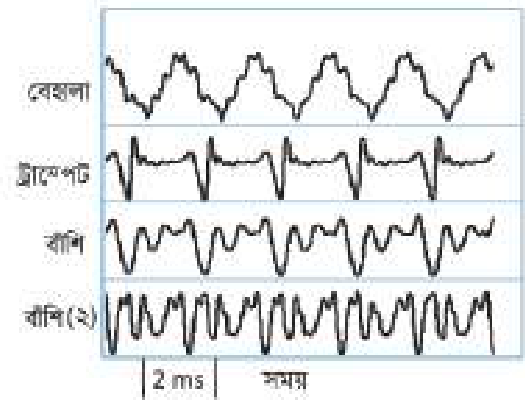 বেহালা
ট্রাম্পেট
বাঁশি
বাঁশি (২)
2 ms সময়